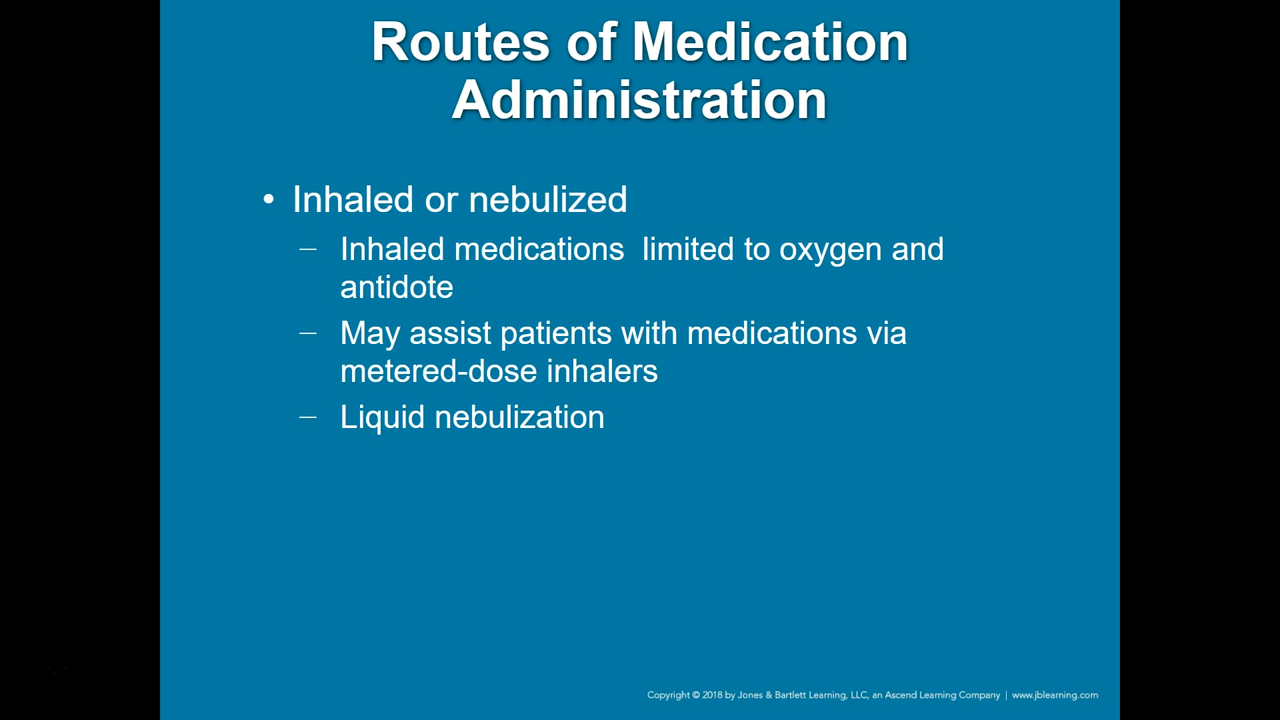 Routes of Medication
Administration
• Inhaled or nebulized
– Inhaled medications  limited to oxygen and
antidote
– May assist patients with medications via
metered-dose inhalers
– Liquid nebulization
Copyright © 2018 by Jones & Bartlett Learning, LLC, an Ascend Learning Company | www.jblearning.com